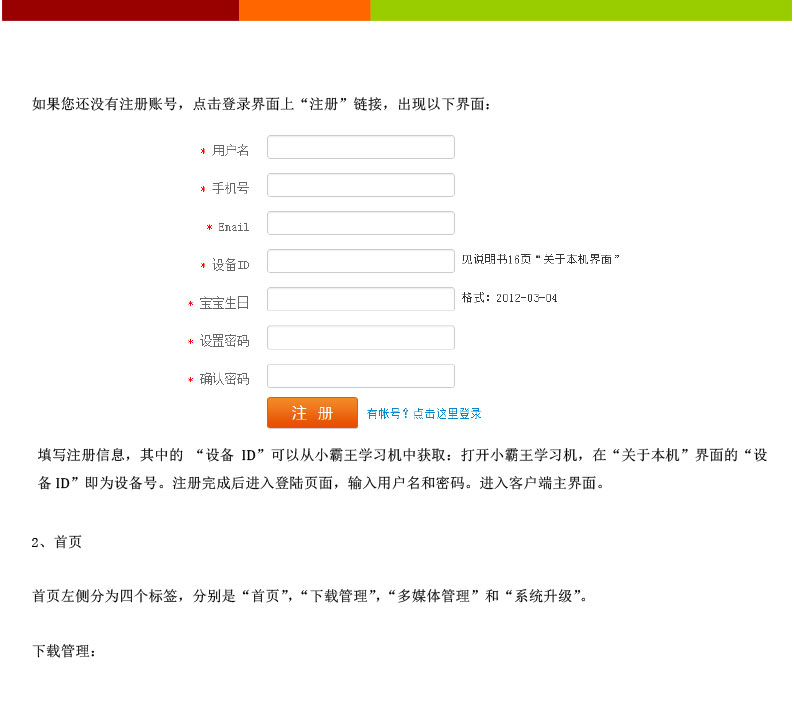 如果您还没有注册账号，点击登录界面上“注册”链接，出现以下界面：
* 用户名
* 手机号
* Email
* 设备ID 见说明书16页“关于本机界面”
* 宝宝生日 格式：2012-03-04
* 设置密码
* 确认密码
注 册 有帐号？点击这里登录
填写注册信息，其中的 “设备 ID”可以从小霸王学习机中获取：打开小霸王学习机，在“关于本机”界面的“设
备 ID”即为设备号。注册完成后进入登陆页面，输入用户名和密码。进入客户端主界面。
2、首页
首页左侧分为四个标签，分别是“首页”，“下载管理”，“多媒体管理”和“系统升级”。
下载管理：